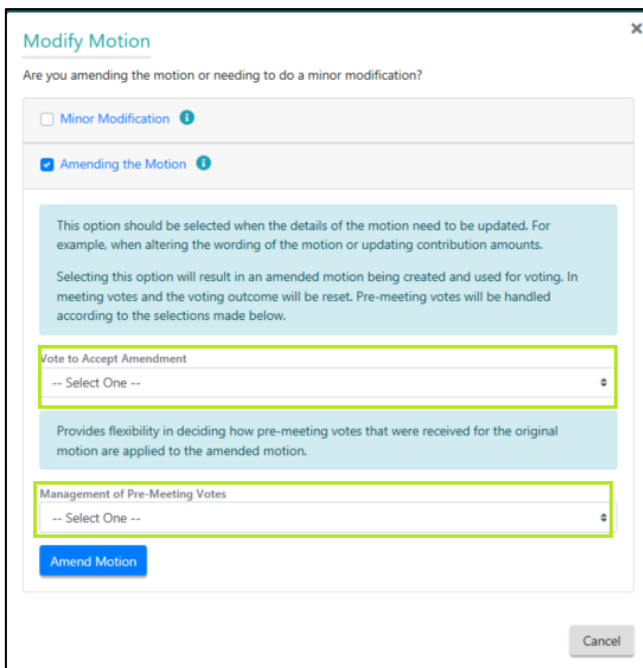 ×
Modify Motion
Are you amending the motion or needing to do a minor modification?
Minor Modification
Amending the Motion
This option should be selected when the details of the motion need to be updated. For
example, when altering the wording of the motion or updating contribution amounts.
Selecting this option will result in an amended motion being created and used for voting. In
meeting votes and the voting outcome will be reset. Pre-meeting votes will be handled
according to the selections made below.
Vote to Accept Amendment
-- Select One --
Provides flexibility in deciding how pre-meeting votes that were received for the original
motion are applied to the amended motion.
Management of Pre-Meeting Votes
-- Select One --
Amend Motion
Cancel